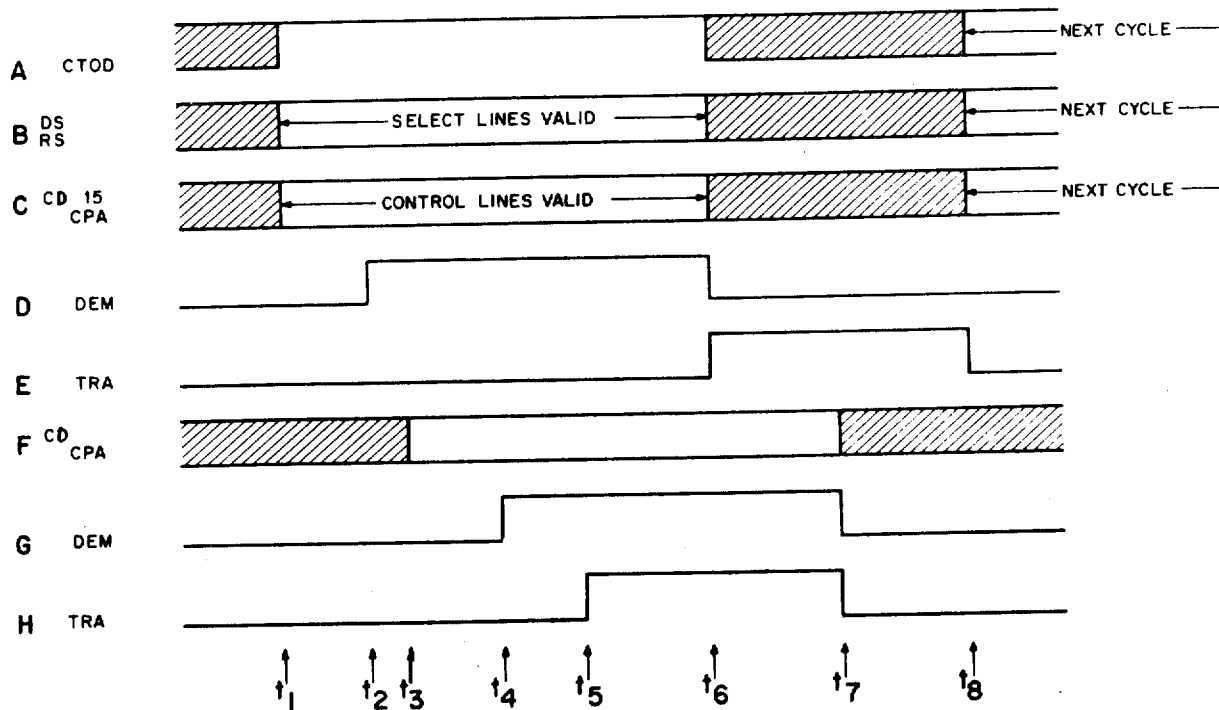 NEXT CYCLE
A CTOD
DS
SELECT LINES VALID
NEXT CYCLE
B RS
CD 15
CONTROL LINES VALID
NEXT CYCLE
C CPA
D DEM
E TRA
CD
F CPA
G DEM
H TRA
t1 t2 t3 t4 t5 t6 t7 t8